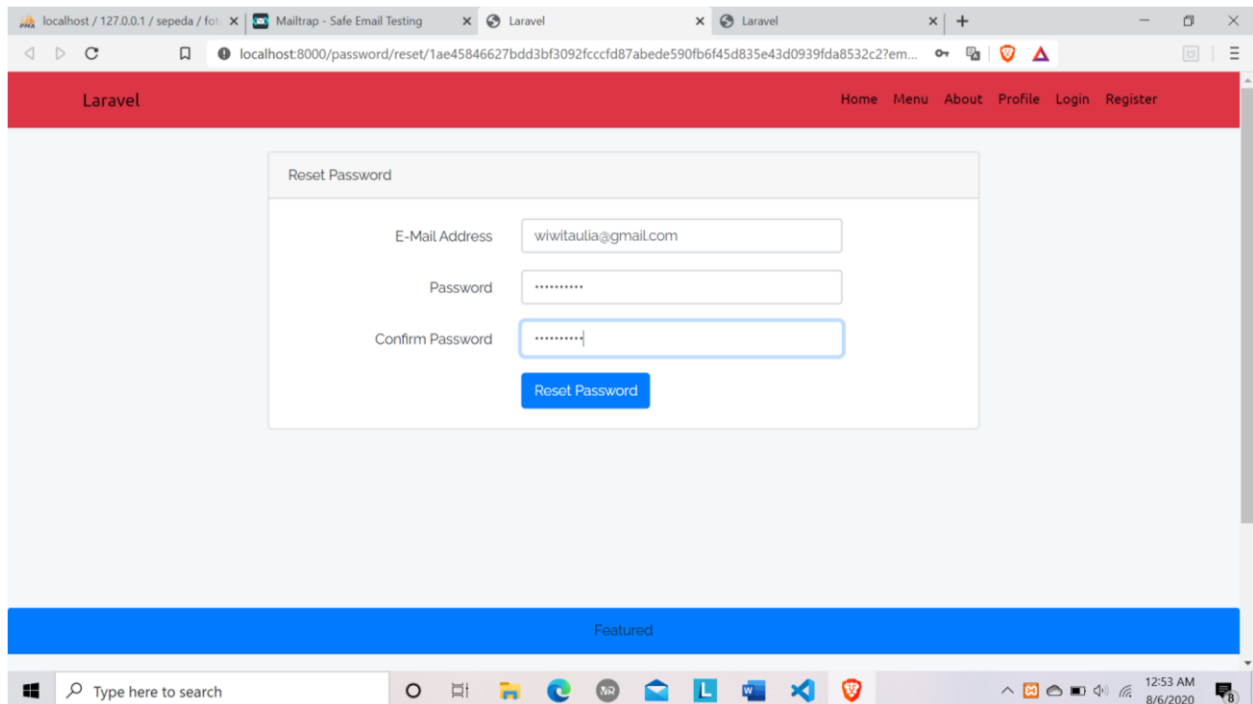 localhost / 127.0.0.1 / sepeda / fot
Mailtrap - Safe Email Testing
Laravel
Laravel
localhost:8000/password/reset/1ae45846627bdd3bf3092fcccfd87abede590fb6f45d835e43d0939fda8532c2?em...
Laravel
Home Menu About Profile Login Register
Reset Password
E-Mail Address wiwitaulia@gmail.com
Password ••••••••••
Confirm Password ••••••••••
Reset Password
Featured
Type here to search
12:53 AM
8/6/2020